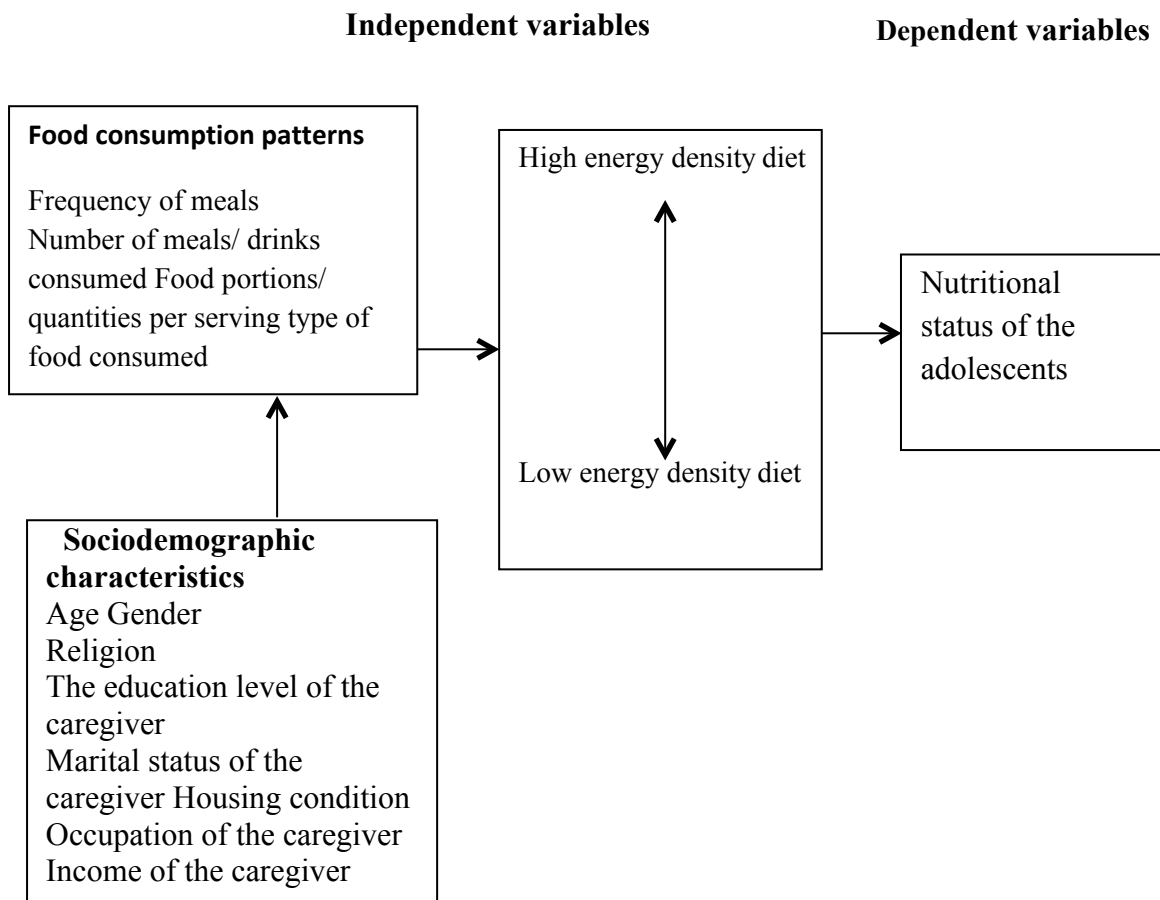 Independent variables
Dependent variables
Food consumption patterns
Frequency of meals
Number of meals/ drinks
consumed Food portions/
quantities per serving type of
food consumed
High energy density diet
Low energy density diet
Nutritional
status of the
adolescents
Sociodemographic
characteristics
Age Gender
Religion
The education level of the
caregiver
Marital status of the
caregiver Housing condition
Occupation of the caregiver
Income of the caregiver